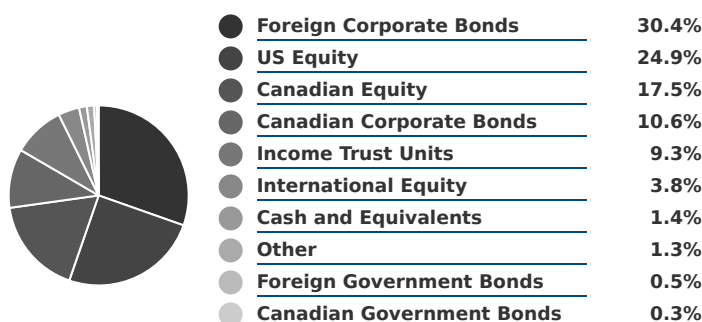 Foreign Corporate Bonds 30.4%
US Equity 24.9%
Canadian Equity 17.5%
Canadian Corporate Bonds 10.6%
Income Trust Units 9.3%
International Equity 3.8%
Cash and Equivalents 1.4%
Other 1.3%
Foreign Government Bonds 0.5%
Canadian Government Bonds 0.3%